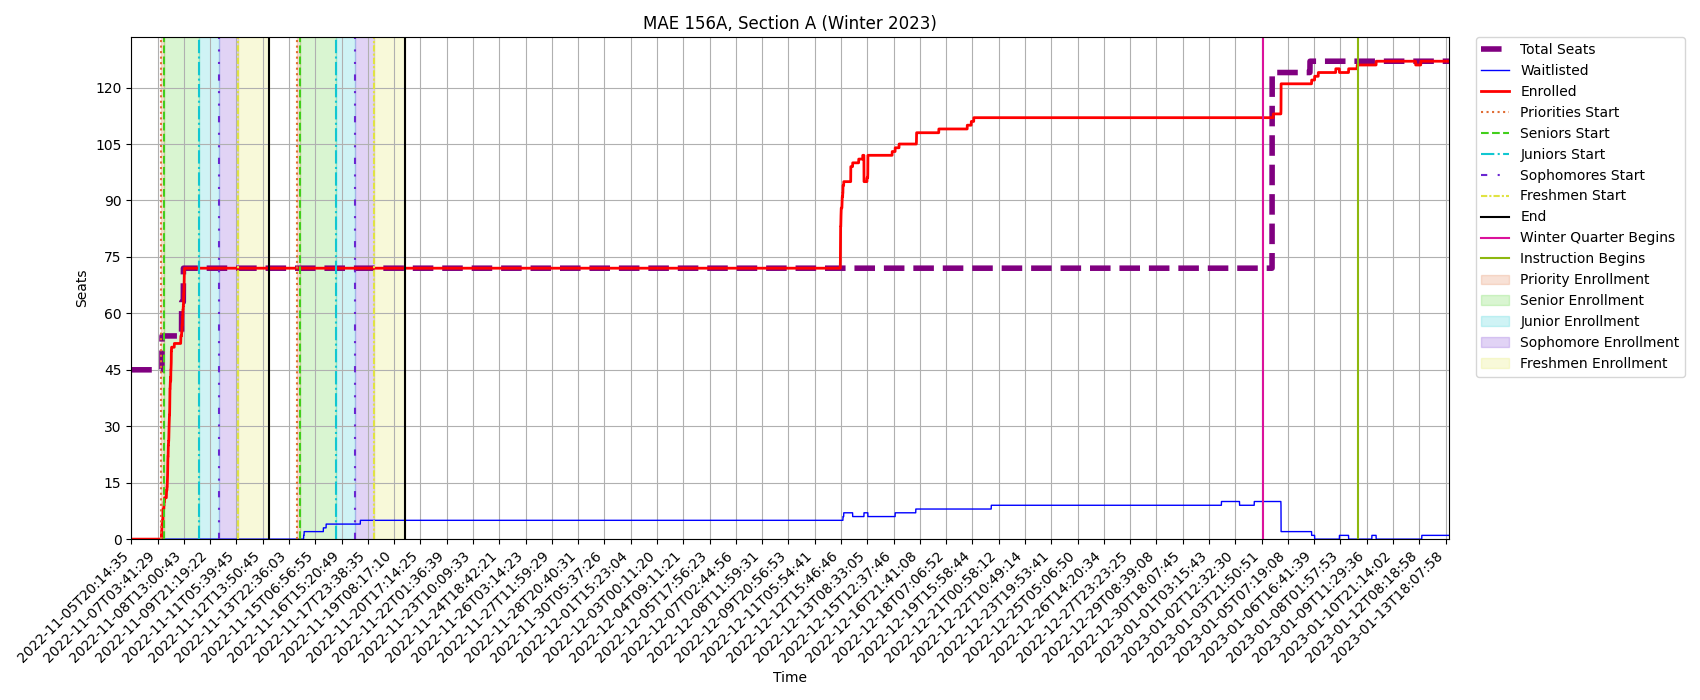 MAE 156A, Section A (Winter 2023)
Seats
120
105
90
75
60
45
30
15
0
2022-11-05T20:14:35
2022-11-07T03:41:29
2022-11-08T13:00:43
2022-11-09T21:19:22
2022-11-11T05:39:45
2022-11-12T13:50:45
2022-11-13T22:36:03
2022-11-15T06:56:55
2022-11-16T15:20:49
2022-11-17T23:38:35
2022-11-19T08:17:10
2022-11-20T17:14:25
2022-11-22T01:36:39
2022-11-23T10:09:33
2022-11-24T18:42:21
2022-11-26T03:14:23
2022-11-27T11:59:29
2022-11-28T20:40:31
2022-11-30T05:37:26
2022-12-01T15:23:04
2022-12-03T00:11:20
2022-12-04T09:11:21
2022-12-05T17:56:23
2022-12-07T02:44:56
2022-12-08T11:59:31
2022-12-09T20:56:53
2022-12-11T05:54:41
2022-12-12T15:46:46
2022-12-13T12:33:05
2022-12-15T12:37:46
2022-12-16T21:41:08
2022-12-18T07:06:52
2022-12-19T15:58:44
2022-12-21T00:58:12
2022-12-22T10:49:14
2022-12-23T19:53:41
2022-12-25T05:06:50
2022-12-26T14:20:34
2022-12-27T23:23:25
2022-12-29T08:39:08
2022-12-30T18:07:45
2023-01-01T03:15:43
2023-01-02T12:32:30
2023-01-03T21:50:51
2023-01-05T07:19:08
2023-01-06T16:41:39
2023-01-08T01:57:53
2023-01-09T11:29:36
2023-01-10T21:14:02
2023-01-12T08:18:58
2023-01-13T18:07:58
Time
Total Seats
Waitlisted
Enrolled
Priorities Start
Seniors Start
Juniors Start
Sophomores Start
Freshmen Start
End
Winter Quarter Begins
Instruction Begins
Priority Enrollment
Senior Enrollment
Junior Enrollment
Sophomore Enrollment
Freshmen Enrollment